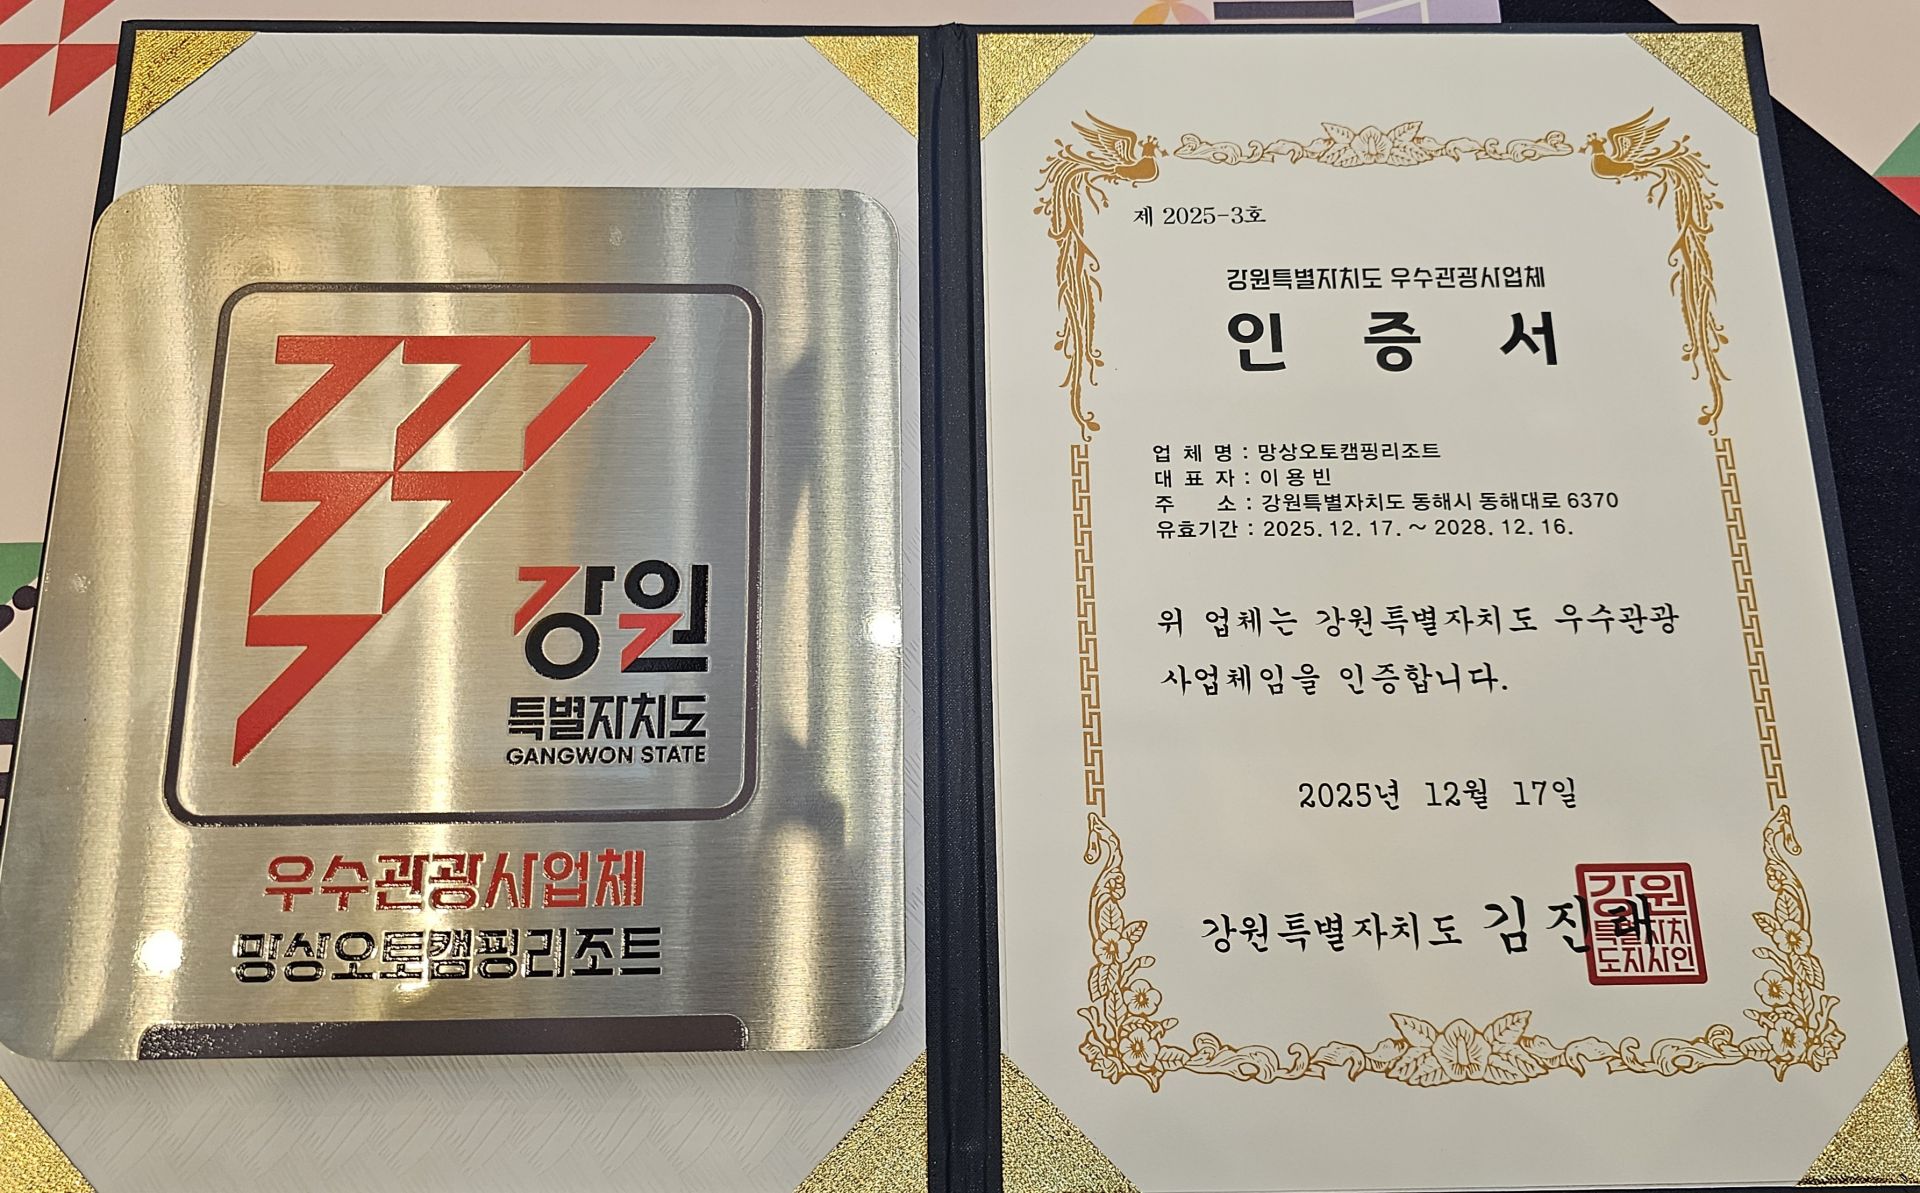 강원
특별자치도
GANGWON STATE
우수관광사업체
망상오토캠핑리조트
제 2025-3호
강원특별자치도 우수관광사업체
인 증 서
업 체 명 : 망상오토캠핑리조트
대 표 자 : 이 용 빈
주 소 : 강원특별자치도 동해시 동해대로 6370
유효기간 : 2025. 12. 17. ~ 2028. 12. 16.
위 업체는 강원특별자치도 우수관광
사업체임을 인증합니다.
2025년 12월 17일
강원특별자치도 김진태
강원
특별자치
도지사인